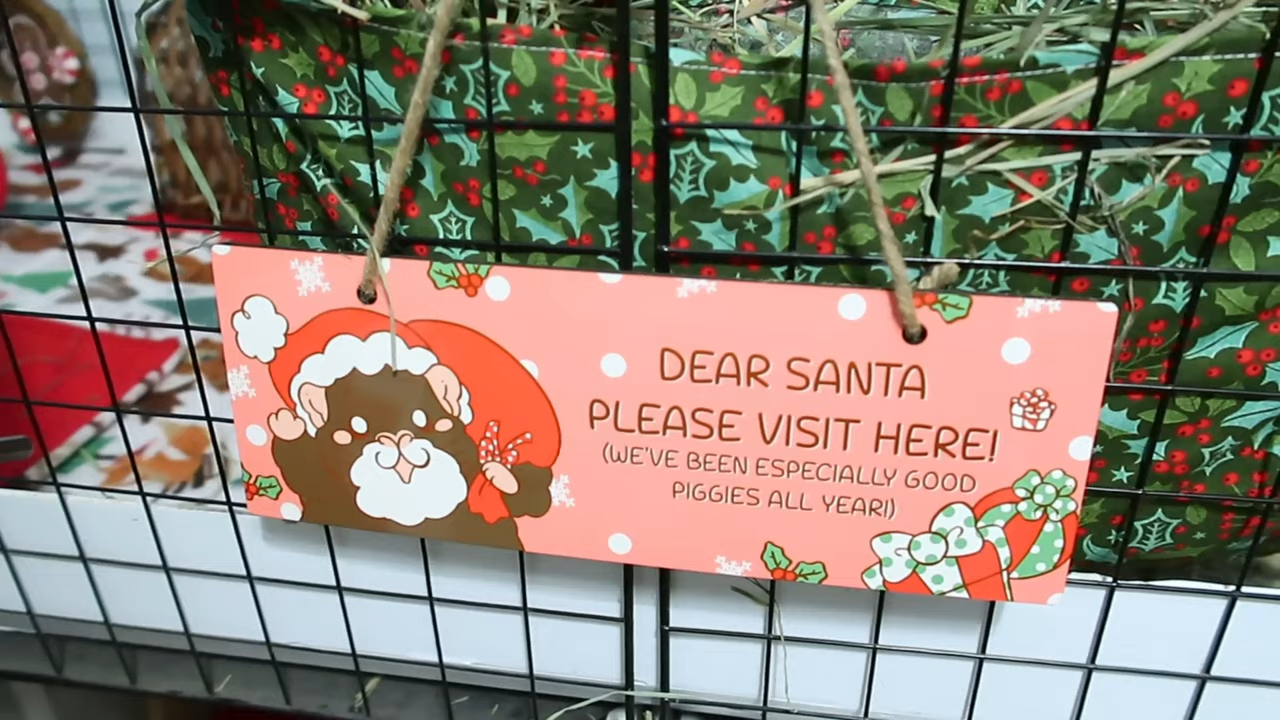 DEAR SANTA
PLEASE VISIT HERE!
(WE'VE BEEN ESPECIALLY GOOD
PIGGIES ALL YEAR!)